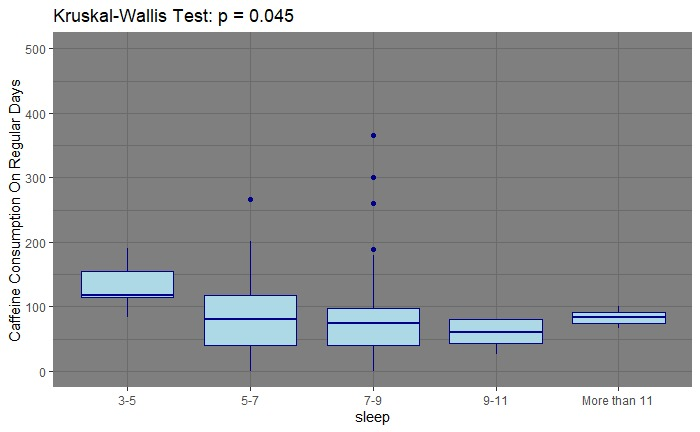 Kruskal-Wallis Test: p = 0.045
Caffeine Consumption On Regular Days
500
400
300
200
100
0
3-5 5-7 7-9 9-11 More than 11
sleep